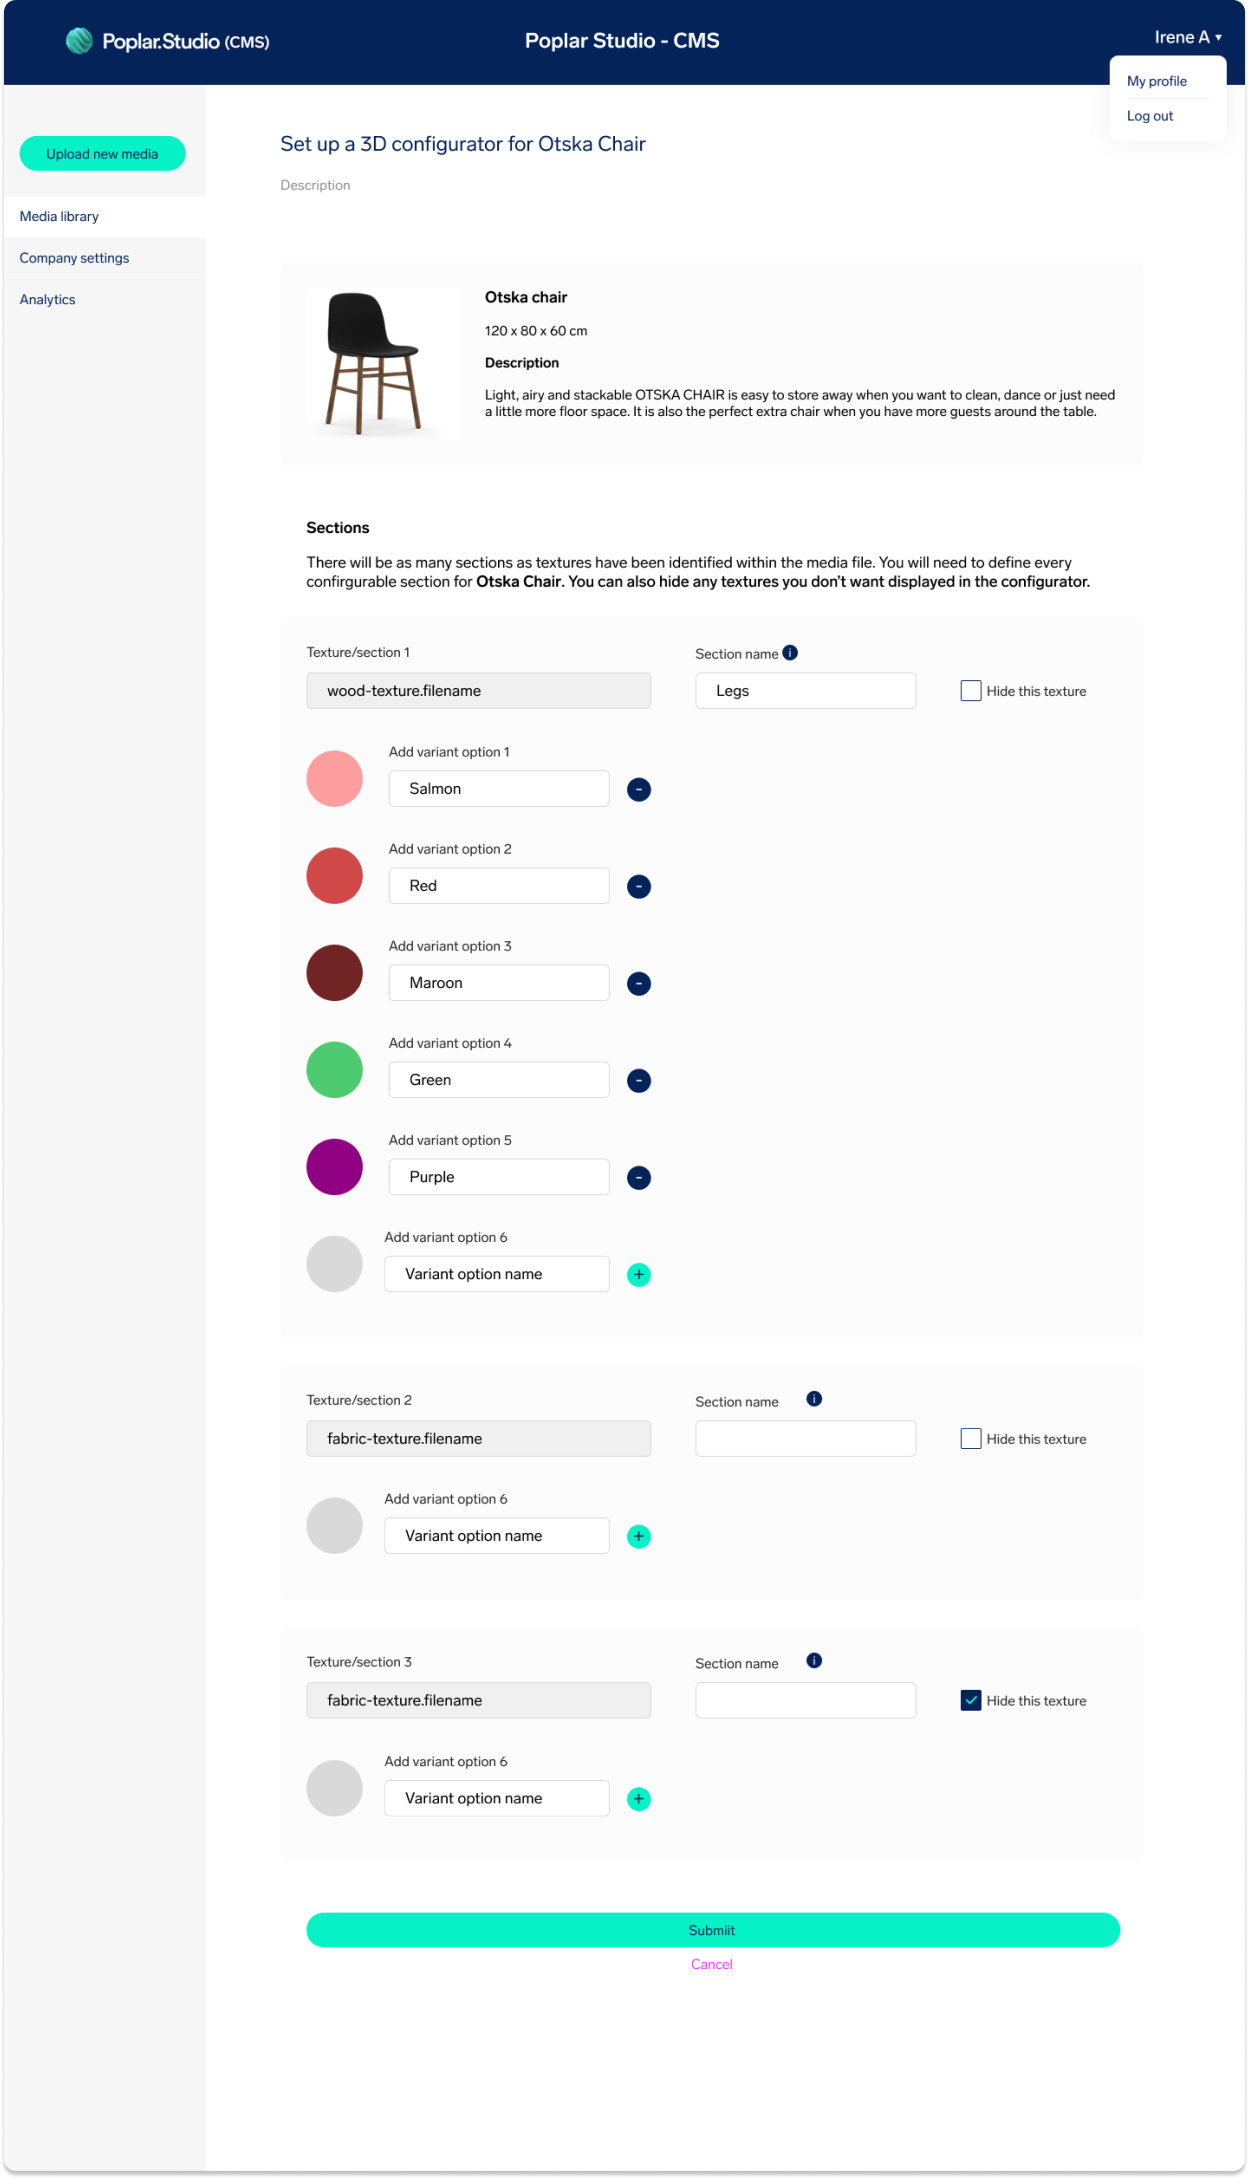 Poplar.Studio (CMS)
Poplar Studio - CMS
Irene A ▾
My profile
Log out
Upload new media
Media library
Company settings
Analytics
Set up a 3D configurator for Otska Chair
Description
Otska chair
120 x 80 x 60 cm
Description
Light, airy and stackable OTSKA CHAIR is easy to store away when you want to clean, dance or just need
a little more floor space. It is also the perfect extra chair when you have more guests around the table.
Sections
There will be as many sections as textures have been identified within the media file. You will need to define every
confirgurable section for Otska Chair. You can also hide any textures you don't want displayed in the configurator.
Texture/section 1
Section name i
wood-texture.filename
Legs
Hide this texture
Add variant option 1
Salmon
-
Add variant option 2
Red
-
Add variant option 3
Maroon
-
Add variant option 4
Green
-
Add variant option 5
Purple
-
Add variant option 6
Variant option name
+
Texture/section 2
Section name i
fabric-texture.filename
Hide this texture
Add variant option 6
Variant option name
+
Texture/section 3
Section name i
fabric-texture.filename
Hide this texture
Add variant option 6
Variant option name
+
Submiit
Cancel